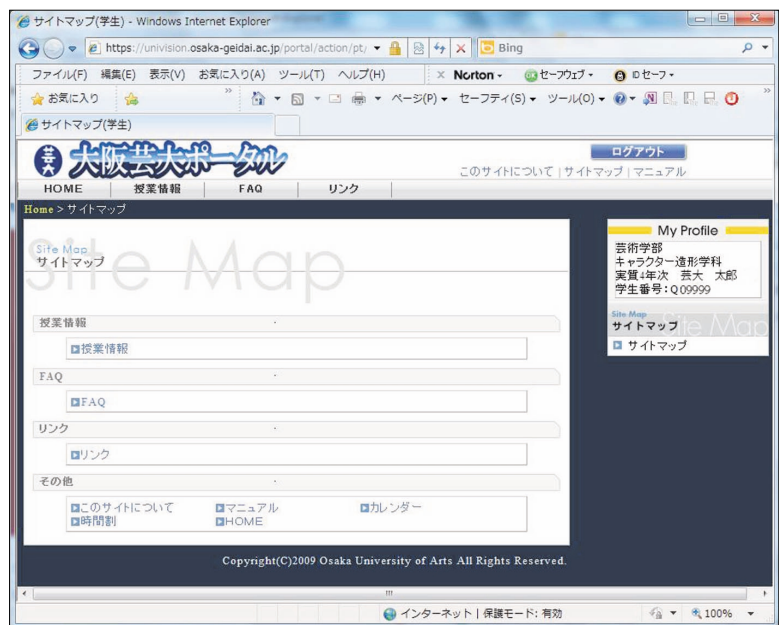 サイトマップ(学生) - Windows Internet Explorer
https://univision.osaka-geidai.ac.jp/portal/action/pt/
Bing
ファイル(F) 編集(E) 表示(V) お気に入り(A) ツール(T) ヘルプ(H) x Norton セーフウェブ IDセーフ
お気に入り ページ(P) セーフティ(S) ツール(O)
サイトマップ(学生)
芸大 大阪芸大ポータル
ログアウト
このサイトについて | サイトマップ | マニュアル
HOME 授業情報 FAQ リンク
Home > サイトマップ
Site Map
Site Map
サイトマップ
授業情報
授業情報
FAQ
FAQ
リンク
リンク
その他
このサイトについて マニュアル カレンダー
時間割 HOME
My Profile
芸術学部
キャラクター造形学科
実質4年次 芸大 太郎
学生番号:Q09999
Site Map
サイトマップ
Site Map
サイトマップ
Copyright(C)2009 Osaka University of Arts All Rights Reserved.
インターネット | 保護モード: 有効 100%